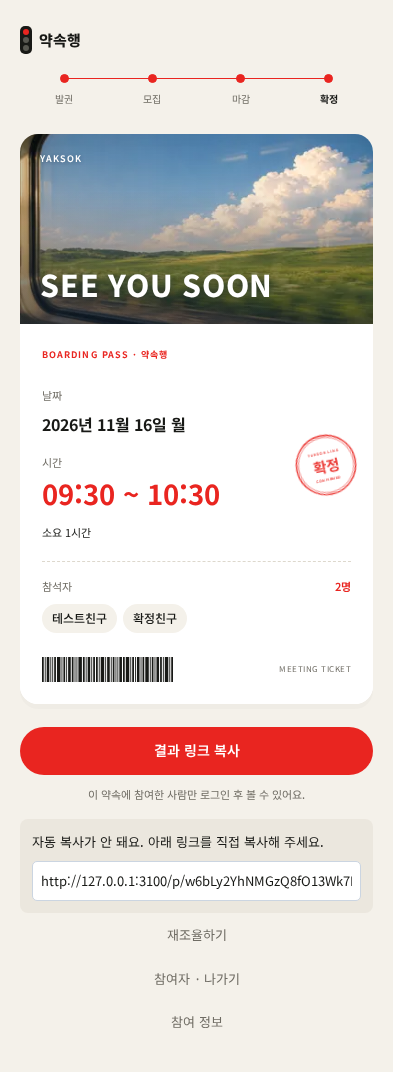 약속행
발권 모집 마감 확정
YAKSOK
SEE YOU SOON
BOARDING PASS · 약속행
날짜
2026년 11월 16일 월
시간
09:30 ~ 10:30
확정
소요 1시간
참석자 2명
테스트친구 확정친구
MEETING TICKET
결과 링크 복사
이 약속에 참여한 사람만 로그인 후 볼 수 있어요.
자동 복사가 안 돼요. 아래 링크를 직접 복사해 주세요.
http://127.0.0.1:3100/p/w6bLy2YhNMGzQ8fO13Wk7
재조율하기
참여자 · 나가기
참여 정보